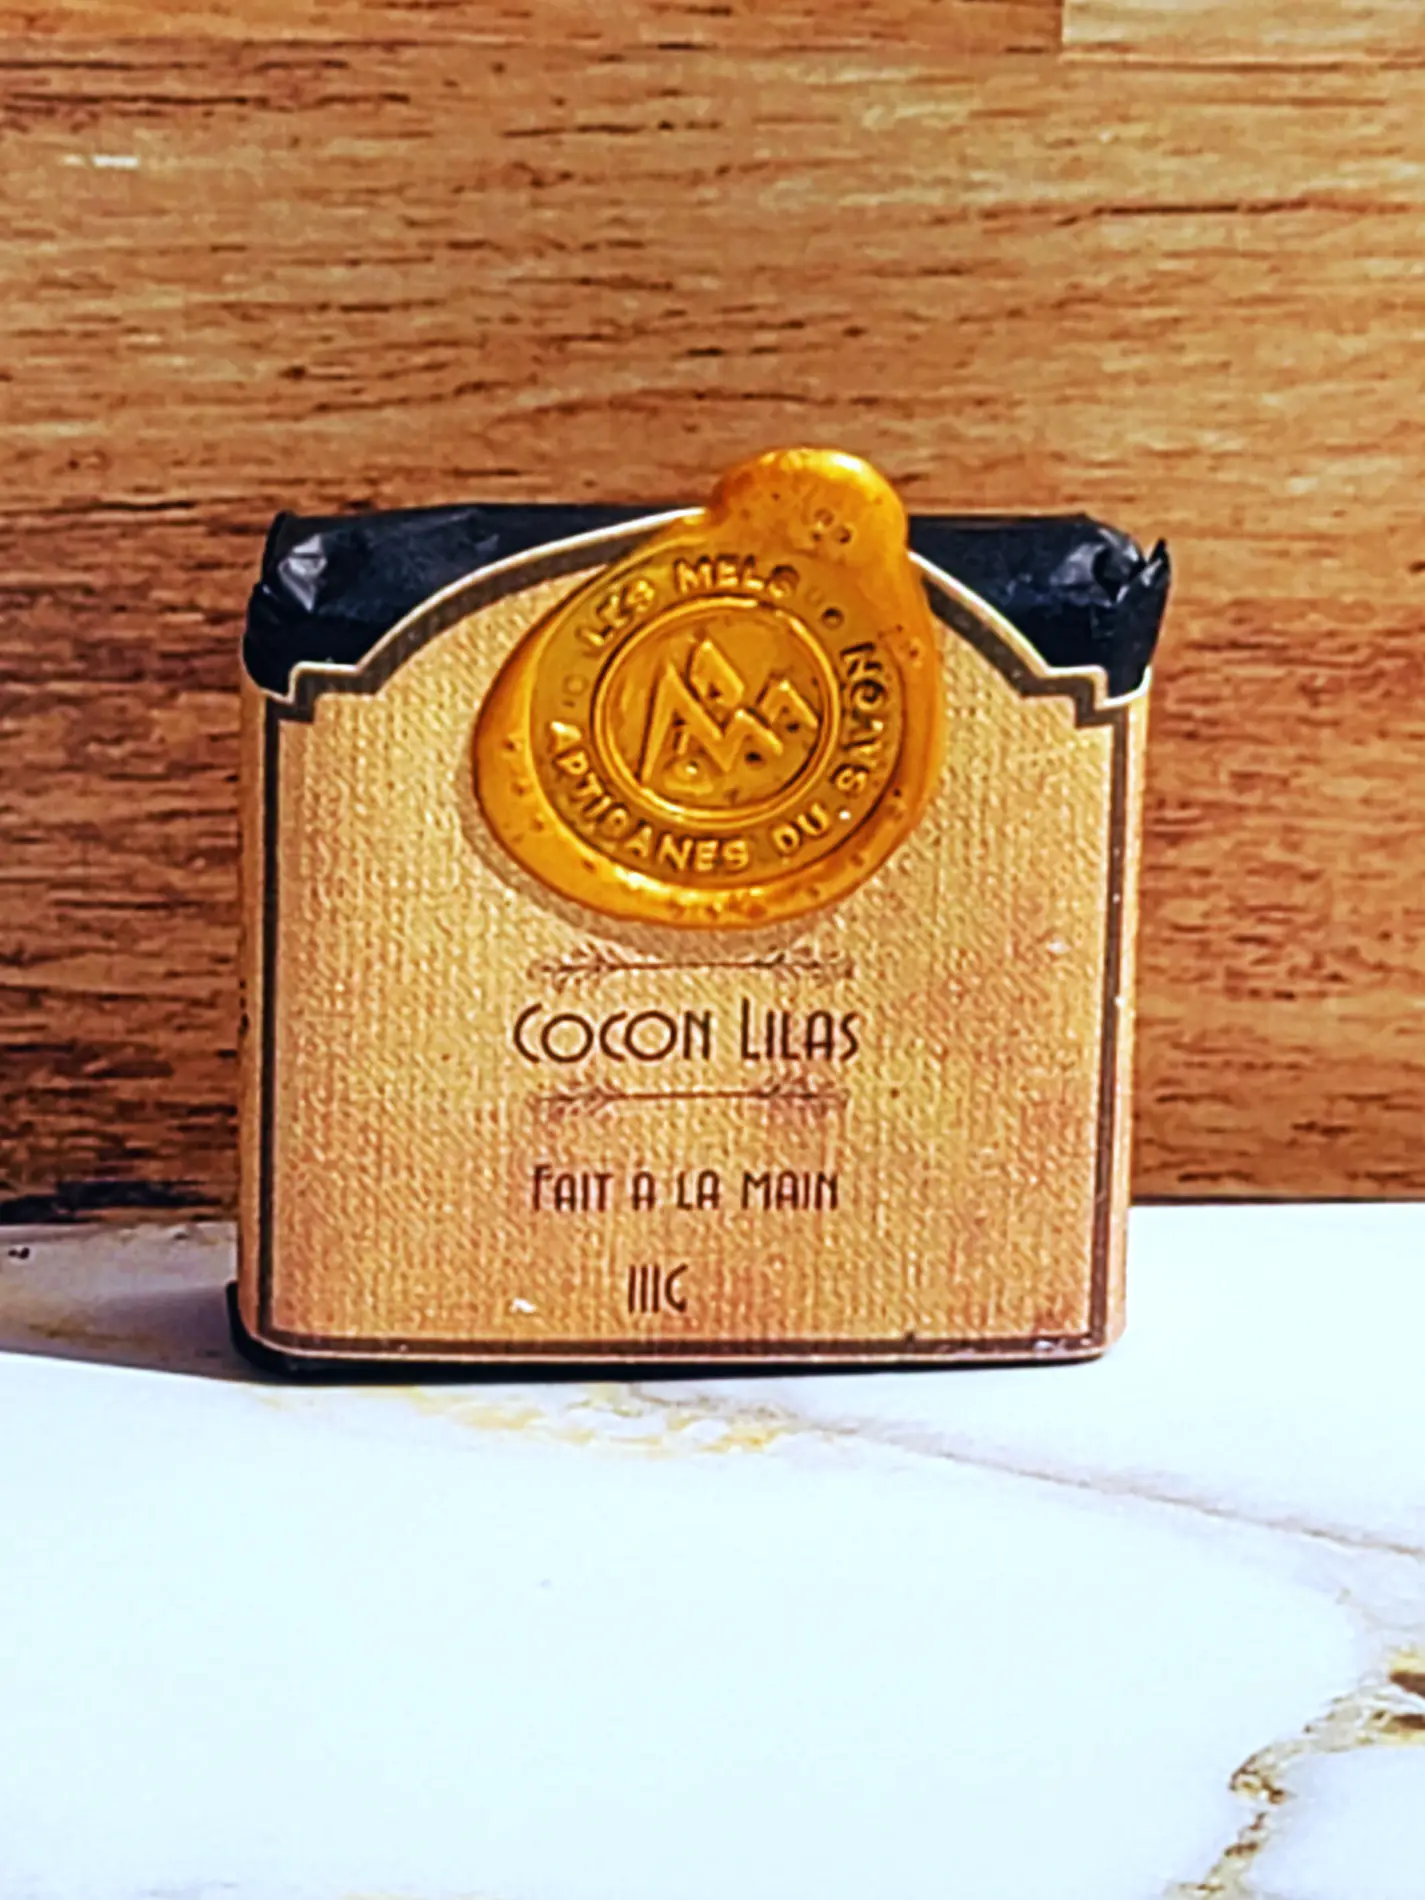 LES MELS
ARTISANES DU SAVON
COCON LILAS
FAIT A LA MAIN
111G